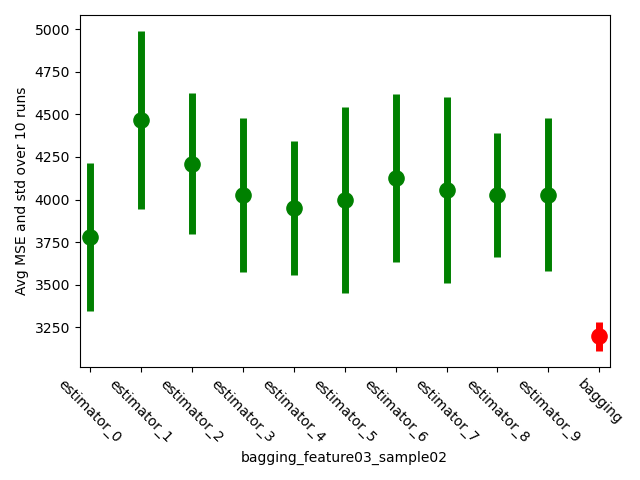 Avg MSE and std over 10 runs
5000
4750
4500
4250
4000
3750
3500
3250
estimator_0
estimator_1
estimator_2
estimator_3
estimator_4
estimator_5
estimator_6
estimator_7
estimator_8
estimator_9
bagging
bagging_feature03_sample02